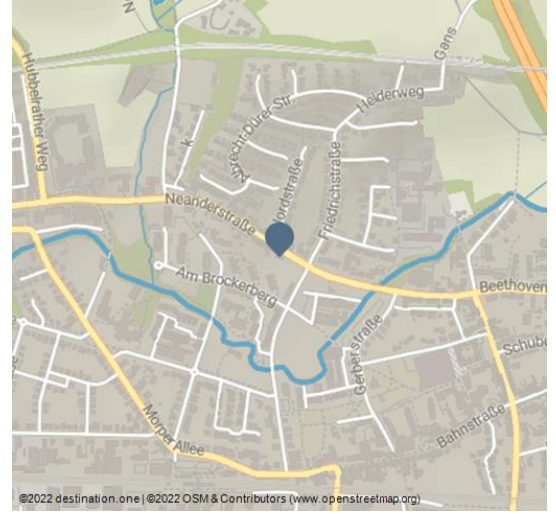 Hubbelrather Weg
N
Gans
Heiderweg
Albrecht-Dürer-Str.
Nordstraße
Friedrichstraße
Neanderstraße
Am Brockerberg
Beethoven
Gerberstraße
Schube
Morper Allee
Bahnstraße
©2022 destination.one | ©2022 OSM & Contributors (www.openstreetmap.org)